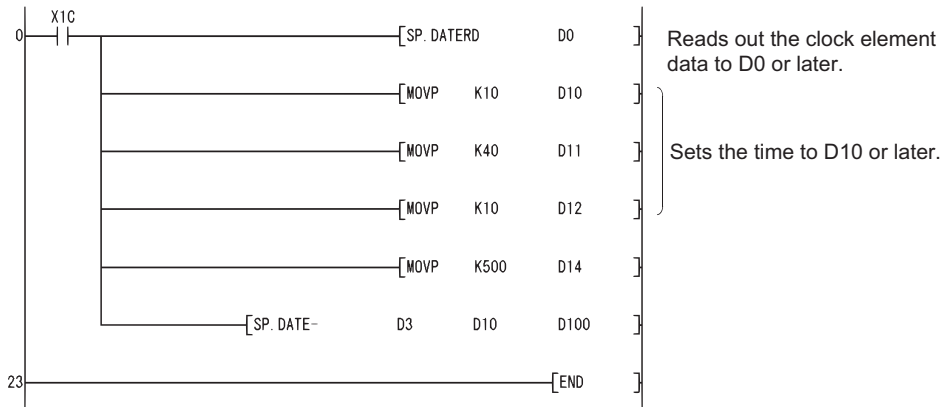 X1C
0 [SP. DATERD D0 ]
Reads out the clock element
data to D0 or later.
[MOVP K10 D10 ]
[MOVP K40 D11 ]
Sets the time to D10 or later.
[MOVP K10 D12 ]
[MOVP K500 D14 ]
[SP. DATE- D3 D10 D100 ]
23 [END ]